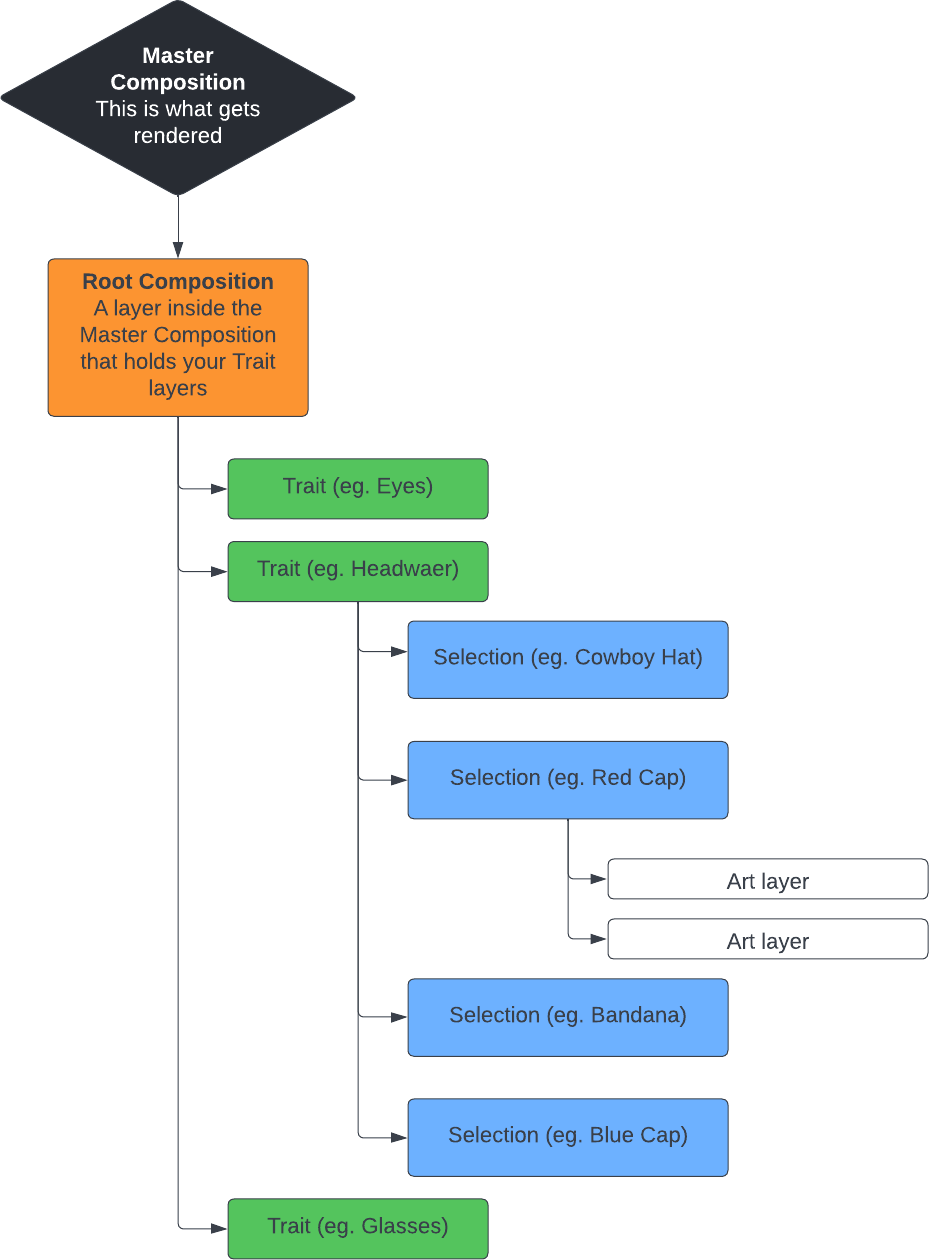 Master
Composition
This is what gets
rendered
Root Composition
A layer inside the
Master Composition
that holds your Trait
layers
Trait (eg. Eyes)
Trait (eg. Headwaer)
Selection (eg. Cowboy Hat)
Selection (eg. Red Cap)
Art layer
Art layer
Selection (eg. Bandana)
Selection (eg. Blue Cap)
Trait (eg. Glasses)